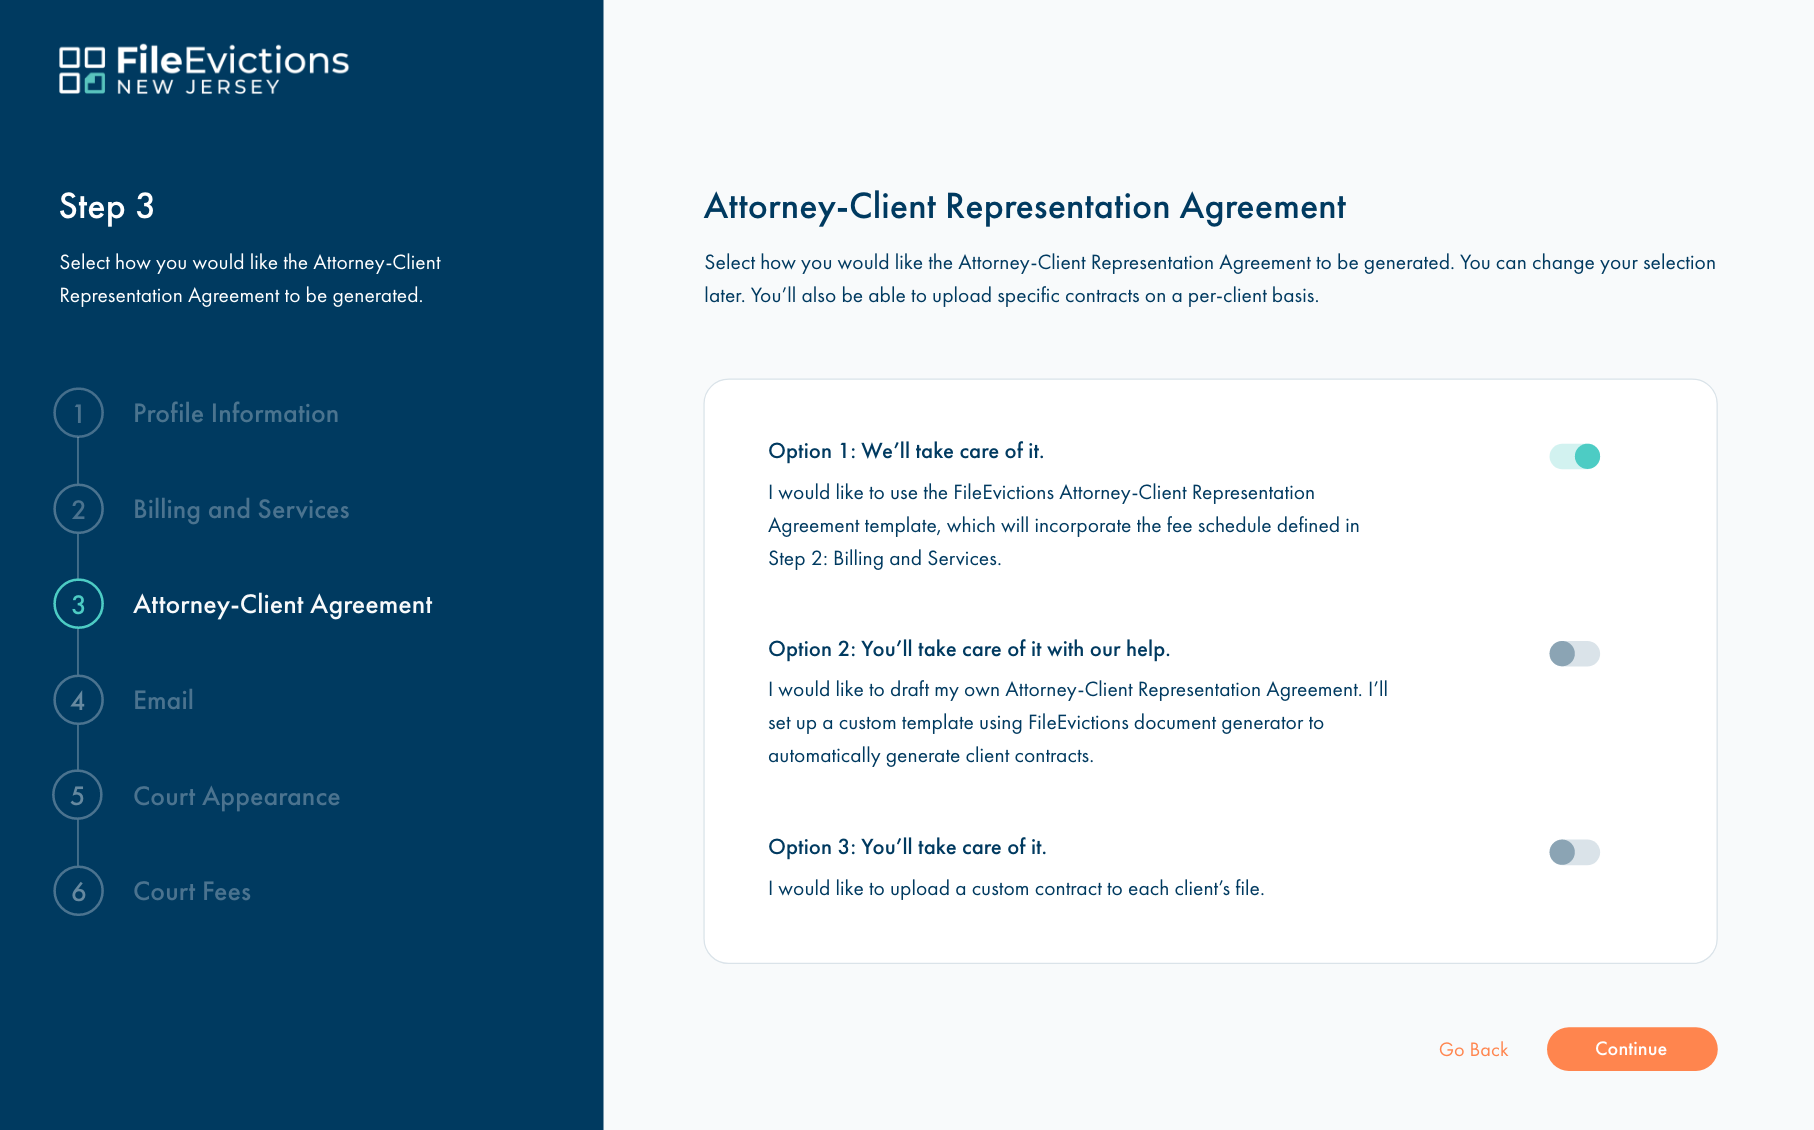 FileEvictions
NEW JERSEY
Step 3
Select how you would like the Attorney-Client
Representation Agreement to be generated.
1 Profile Information
2 Billing and Services
3 Attorney-Client Agreement
4 Email
5 Court Appearance
6 Court Fees
Attorney-Client Representation Agreement
Select how you would like the Attorney-Client Representation Agreement to be generated. You can change your selection
later. You’ll also be able to upload specific contracts on a per-client basis.
Option 1: We’ll take care of it.
I would like to use the FileEvictions Attorney-Client Representation
Agreement template, which will incorporate the fee schedule defined in
Step 2: Billing and Services.
Option 2: You’ll take care of it with our help.
I would like to draft my own Attorney-Client Representation Agreement. I’ll
set up a custom template using FileEvictions document generator to
automatically generate client contracts.
Option 3: You’ll take care of it.
I would like to upload a custom contract to each client’s file.
Go Back
Continue